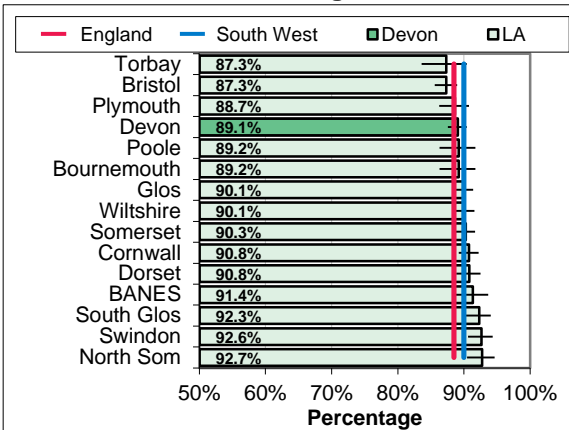 England South West Devon LA
Torbay 87.3%
Bristol 87.3%
Plymouth 88.7%
Devon 89.1%
Poole 89.2%
Bournemouth 89.2%
Glos 90.1%
Wiltshire 90.1%
Somerset 90.3%
Cornwall 90.8%
Dorset 90.8%
BANES 91.4%
South Glos 92.3%
Swindon 92.6%
North Som 92.7%
50% 60% 70% 80% 90% 100%
Percentage